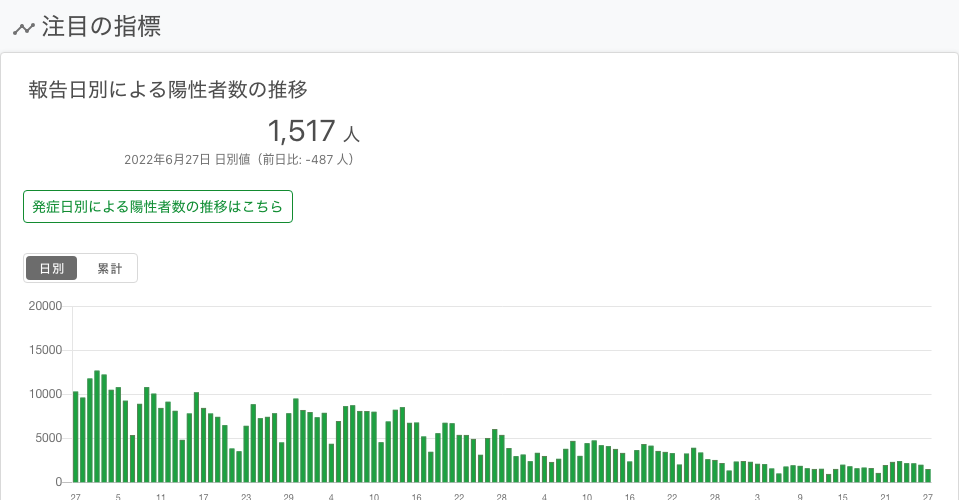 注目の指標
報告日別による陽性者数の推移
1,517 人
2022年6月27日 日別値（前日比: -487 人）
発症日別による陽性者数の推移はこちら
日別 累計
20000
15000
10000
5000
0
27 5 11 17 23 29 4 10 16 22 28 4 10 16 22 28 3 9 15 21 27